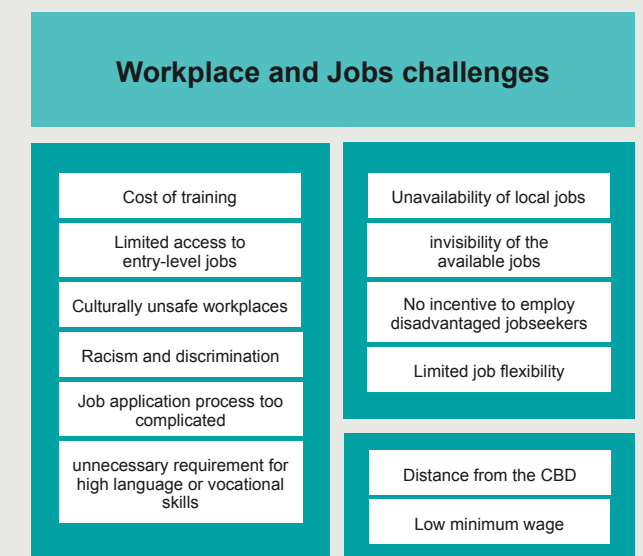 Workplace and Jobs challenges
Cost of training
Limited access to
entry-level jobs
Culturally unsafe workplaces
Racism and discrimination
Job application process too
complicated
unnecessary requirement for
high language or vocational
skills
Unavailability of local jobs
invisibility of the
available jobs
No incentive to employ
disadvantaged jobseekers
Limited job flexibility
Distance from the CBD
Low minimum wage